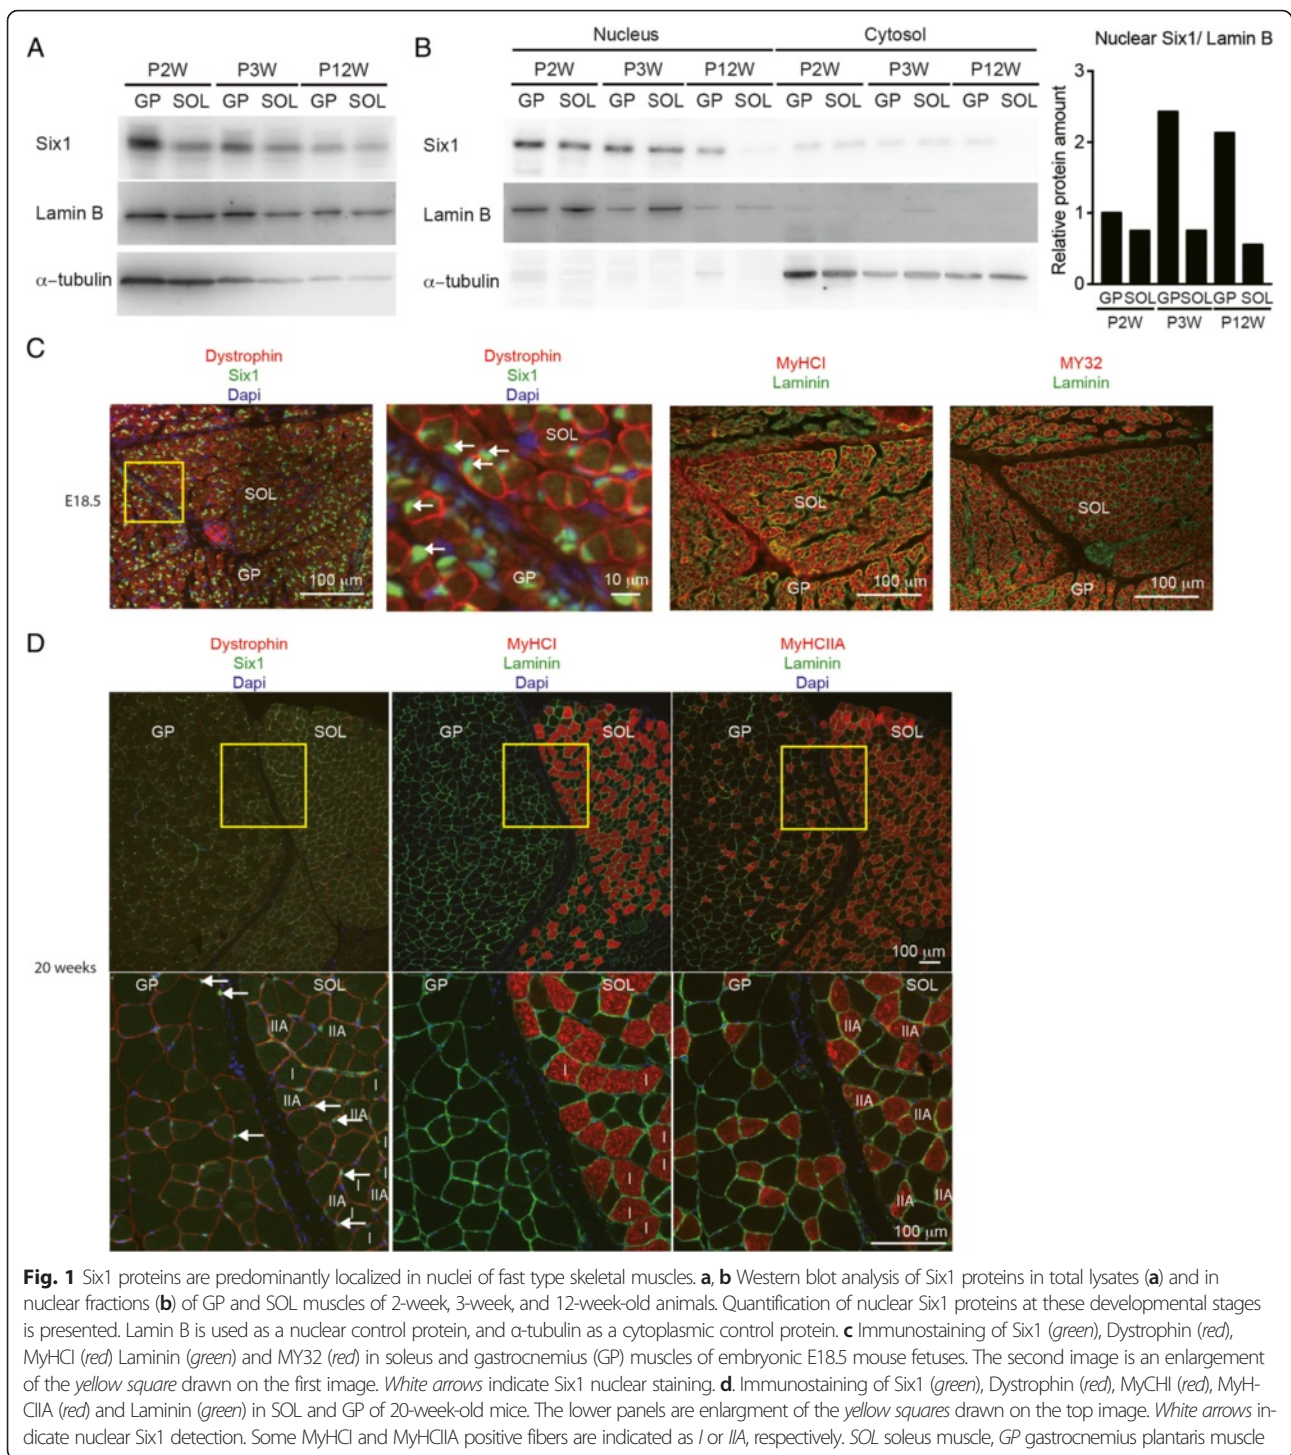 A
P2W P3W P12W
GP SOL GP SOL GP SOL
Six1
Lamin B
α-tubulin
B
Nucleus Cytosol
P2W P3W P12W P2W P3W P12W
GP SOL GP SOL GP SOL GP SOL GP SOL GP SOL
Six1
Lamin B
α-tubulin
Nuclear Six1/ Lamin B
Relative protein amount
3
2
1
0
GP SOL GP SOL GP SOL
P2W P3W P12W
C
Dystrophin
Six1
Dapi
Dystrophin
Six1
Dapi
MyHCI
Laminin
MY32
Laminin
E18.5
SOL
GP
100 μm
SOL
GP
10 μm
SOL
GP
100 μm
SOL
GP
100 μm
D
Dystrophin
Six1
Dapi
MyHCI
Laminin
Dapi
MyHCIIA
Laminin
Dapi
20 weeks
GP SOL
GP SOL
GP SOL
100 μm
GP SOL
IIA IIA
I I
IIA IIA
I
I
IIA I IIA
I
I
GP SOL
I I
I
I
I I
GP SOL
IIA IIA
IIA IIA
IIA IIA
100 μm
Fig. 1 Six1 proteins are predominantly localized in nuclei of fast type skeletal muscles. a, b Western blot analysis of Six1 proteins in total lysates (a) and in
nuclear fractions (b) of GP and SOL muscles of 2-week, 3-week, and 12-week-old animals. Quantification of nuclear Six1 proteins at these developmental stages
is presented. Lamin B is used as a nuclear control protein, and α-tubulin as a cytoplasmic control protein. c Immunostaining of Six1 (green), Dystrophin (red),
MyHCI (red) Laminin (green) and MY32 (red) in soleus and gastrocnemius (GP) muscles of embryonic E18.5 mouse fetuses. The second image is an enlargement
of the yellow square drawn on the first image. White arrows indicate Six1 nuclear staining. d. Immunostaining of Six1 (green), Dystrophin (red), MyCHI (red), MyH-
CIIA (red) and Laminin (green) in SOL and GP of 20-week-old mice. The lower panels are enlargment of the yellow squares drawn on the top image. White arrows in-
dicate nuclear Six1 detection. Some MyHCI and MyHCIIA positive fibers are indicated as I or IIA, respectively. SOL soleus muscle, GP gastrocnemius plantaris muscle